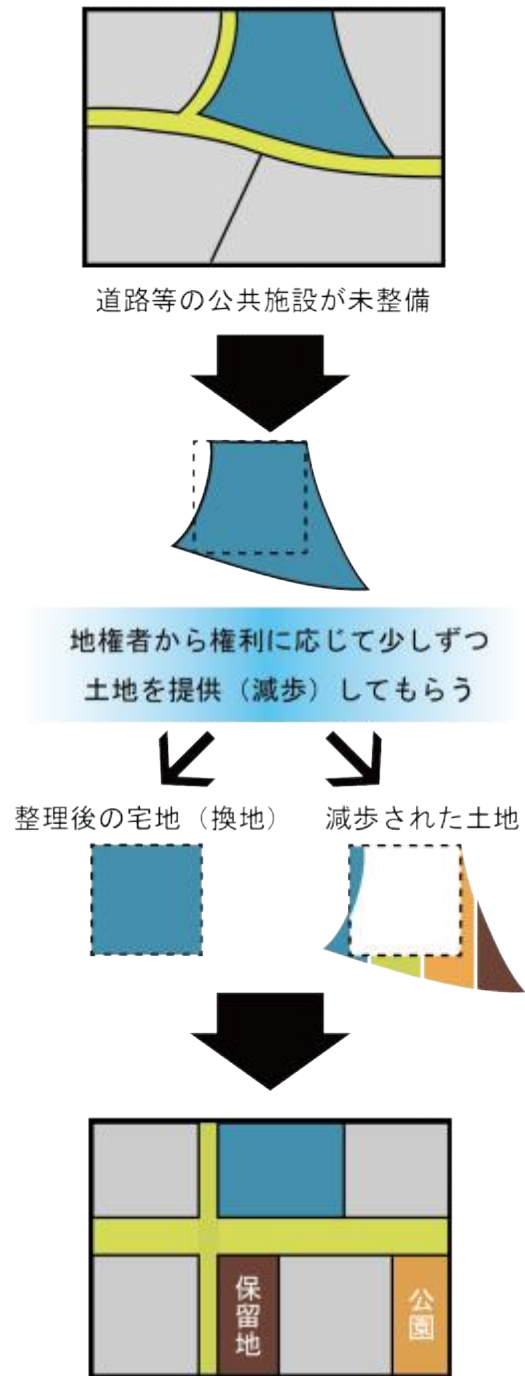 道路等の公共施設が未整備
地権者から権利に応じて少しずつ
土地を提供（減歩）してもらう
整理後の宅地（換地）
減歩された土地
保留地
公園